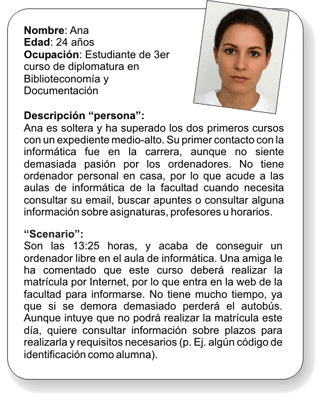 Nombre: Ana
Edad: 24 años
Ocupación: Estudiante de 3er
curso de diplomatura en
Biblioteconomía y
Documentación
Descripción “persona”:
Ana es soltera y ha superado los dos primeros cursos
con un expediente medio-alto. Su primer contacto con la
informática fue en la carrera, aunque no siente
demasiada pasión por los ordenadores. No tiene
ordenador personal en casa, por lo que acude a las
aulas de informática de la facultad cuando necesita
consultar su email, buscar apuntes o consultar alguna
información sobre asignaturas, profesores u horarios.
“Scenario”:
Son las 13:25 horas, y acaba de conseguir un
ordenador libre en el aula de informática. Una amiga le
ha comentado que este curso deberá realizar la
matrícula por Internet, por lo que entra en la web de la
facultad para informarse. No tiene mucho tiempo, ya
que si se demora demasiado perderá el autobús.
Aunque intuye que no podrá realizar la matrícula este
día, quiere consultar información sobre plazos para
realizarla y requisitos necesarios (p. Ej. algún código de
identificación como alumna).